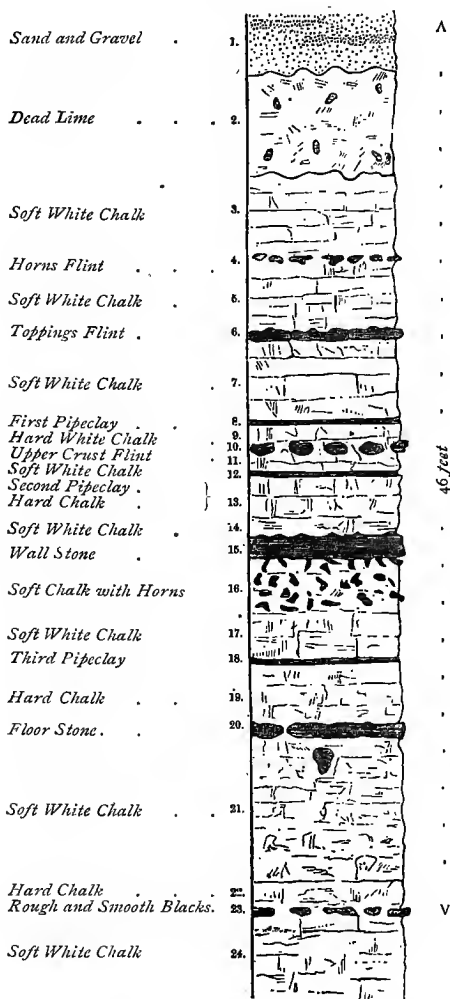 Sand and Gravel . 1.
Dead Lime . . . 2.
Soft White Chalk 3.
Horns Flint . . . 4.
Soft White Chalk . . 5.
Toppings Flint . . 6.
Soft White Chalk . 7.
First Pipeclay . . 8.
Hard White Chalk . 9.
Upper Crust Flint . 10.
Soft White Chalk 11.
Second Pipeclay . 12.
Hard Chalk . 13.
Soft White Chalk . 14.
Wall Stone . 15.
Soft Chalk with Horns 16.
Soft White Chalk 17.
Third Pipeclay 18.
Hard Chalk . . 19.
Floor Stone . . 20.
Soft White Chalk . . 21.
Hard Chalk . . . 22.
Rough and Smooth Blacks. 23.
Soft White Chalk . . 24.
46 feet